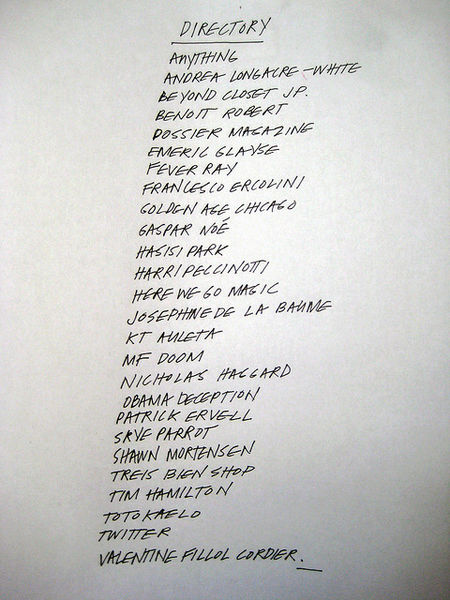 DIRECTORY
ANYTHING
ANDREA LONGACRE-WHITE
BEYOND CLOSET JP.
BENOIT ROBERT
DOSSIER MAGAZINE
EMERIC GLAYSE
FEVER RAY
FRANCESCO ERCOLINI
GOLDEN AGE CHICAGO
GASPAR NOÉ
HASISI PARK
HARRI PECCINOTTI
HERE WE GO MAGIC
JOSEPHINE DE LA BAUME
KT AULETA
MF DOOM
NICHOLAS HAGGARD
OBAMA DECEPTION
PATRICK ERVELL
SKYE PARROT
SHAWN MORTENSEN
TREIS BIEN SHOP
TIM HAMILTON
TOTOKAELO
TWITTER
VALENTINE FILLOL CORDIER.